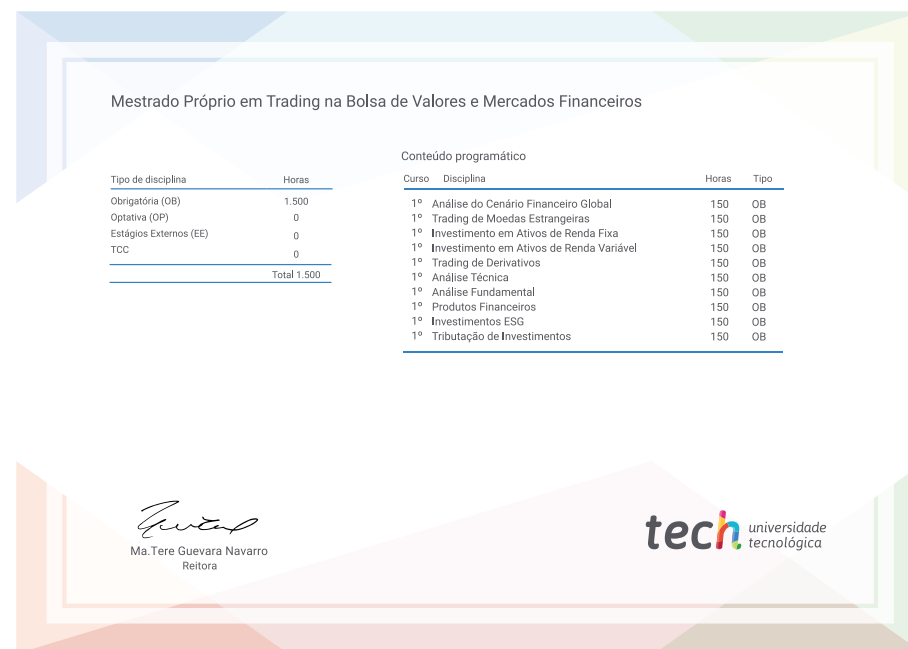 Mestrado Próprio em Trading na Bolsa de Valores e Mercados Financeiros
Tipo de disciplina Horas
Obrigatória (OB) 1.500
Optativa (OP) 0
Estágios Externos (EE) 0
TCC 0
Total 1.500
Conteúdo programático
Curso Disciplina Horas Tipo
1º Análise do Cenário Financeiro Global 150 OB
1º Trading de Moedas Estrangeiras 150 OB
1º Investimento em Ativos de Renda Fixa 150 OB
1º Investimento em Ativos de Renda Variável 150 OB
1º Trading de Derivativos 150 OB
1º Análise Técnica 150 OB
1º Análise Fundamental 150 OB
1º Produtos Financeiros 150 OB
1º Investimentos ESG 150 OB
1º Tributação de Investimentos 150 OB
Ma.Tere Guevara Navarro
Reitora
tech universidade
tecnológica